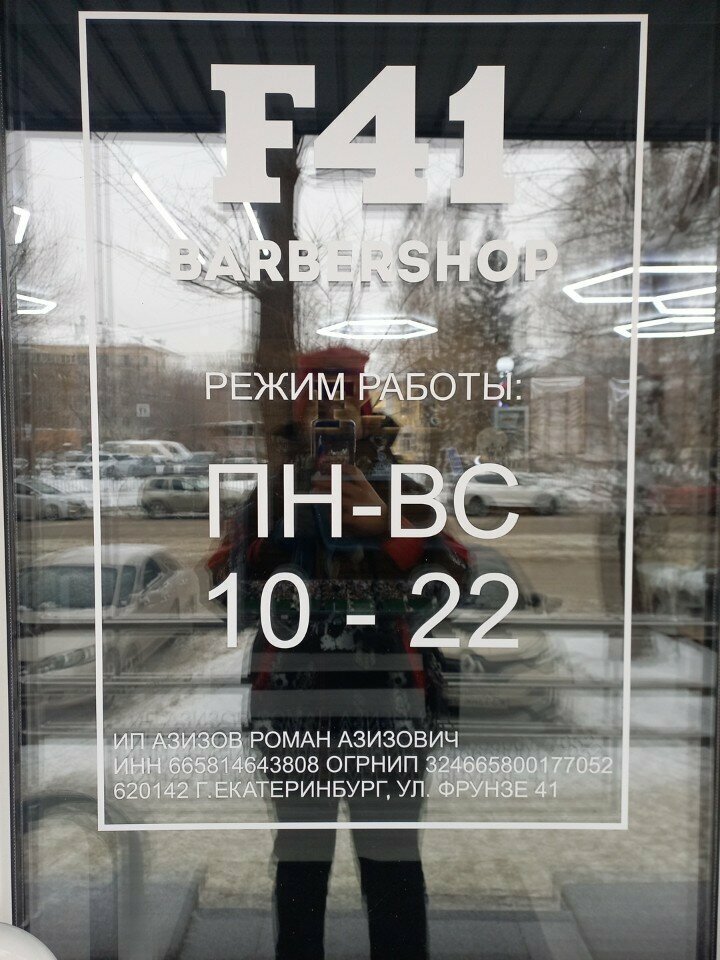 F41
BARBERSHOP
РЕЖИМ РАБОТЫ:
ПН-ВС
10 - 22
ИП АЗИЗОВ РОМАН АЗИЗОВИЧ
ИНН 665814643808 ОГРНИП 324665800177052
620142 Г.ЕКАТЕРИНБУРГ, УЛ. ФРУНЗЕ 41